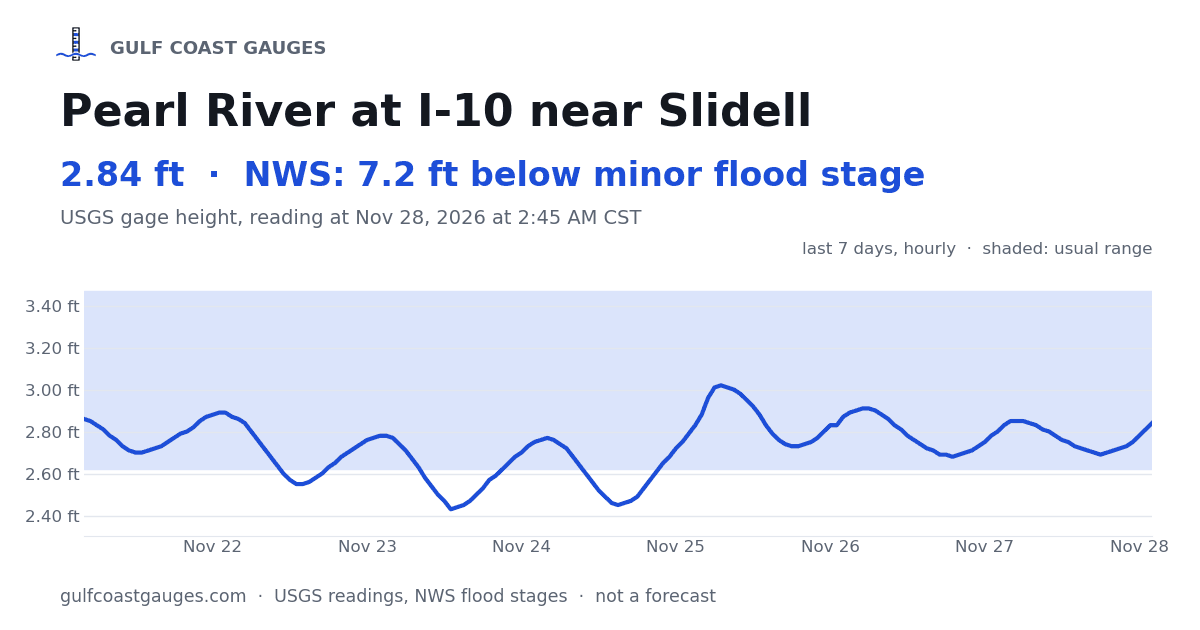 GULF COAST GAUGES
Pearl River at I-10 near Slidell
2.84 ft · NWS: 7.2 ft below minor flood stage
USGS gage height, reading at Nov 28, 2026 at 2:45 AM CST
last 7 days, hourly · shaded: usual range
3.40 ft
3.20 ft
3.00 ft
2.80 ft
2.60 ft
2.40 ft
Nov 22 Nov 23 Nov 24 Nov 25 Nov 26 Nov 27 Nov 28
gulfcoastgauges.com · USGS readings, NWS flood stages · not a forecast